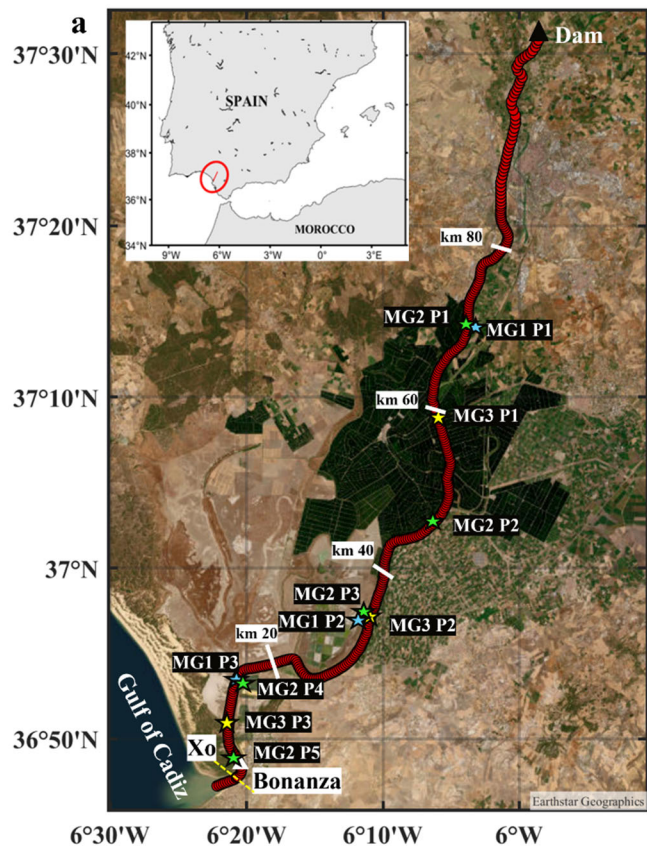 a
37°30'N
37°20'N
37°10'N
37°N
36°50'N
42°N
40°N
38°N
36°N
34°N
9°W
6°W
3°W
0°
3°E
SPAIN
MOROCCO
Dam
km 80
MG2 P1
MG1 P1
km 60
MG3 P1
MG2 P2
km 40
MG2 P3
MG1 P2
MG3 P2
km 20
MG1 P3
MG2 P4
MG3 P3
Xo
MG2 P5
Bonanza
Gulf of Cadiz
Earthstar Geographics
6°30'W
6°20'W
6°10'W
6°W